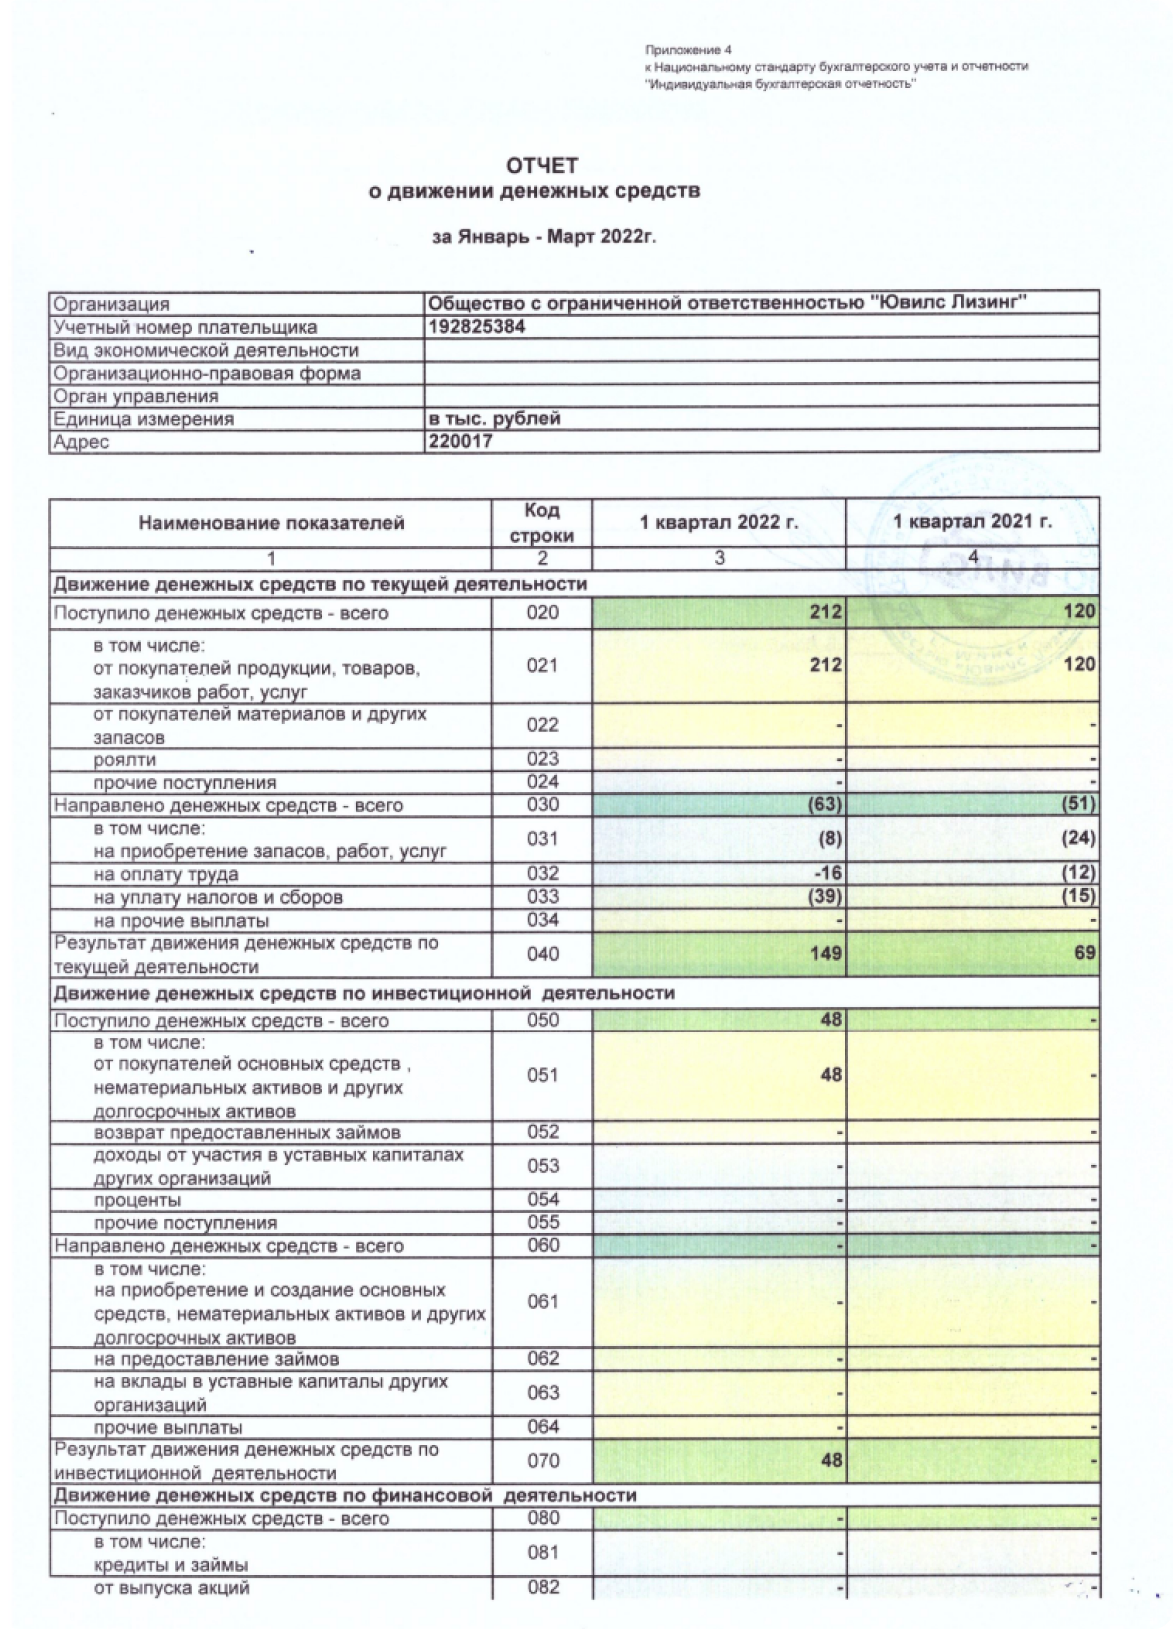 Приложение 4
к Национальному стандарту бухгалтерского учета и отчетности
"Индивидуальная бухгалтерская отчетность"
ОТЧЕТ
о движении денежных средств
за Январь - Март 2022г.
Организация Общество с ограниченной ответственностью "Ювилс Лизинг"
Учетный номер плательщика 192825384
Вид экономической деятельности
Организационно-правовая форма
Орган управления
Единица измерения в тыс. рублей
Адрес 220017
Наименование показателей Код строки 1 квартал 2022 г. 1 квартал 2021 г.
1 2 3 4
Движение денежных средств по текущей деятельности
Поступило денежных средств - всего 020 212 120
в том числе:
от покупателей продукции, товаров,
заказчиков работ, услуг 021 212 120
от покупателей материалов и других
запасов 022 - -
роялти 023 - -
прочие поступления 024 - -
Направлено денежных средств - всего 030 (63) (51)
в том числе:
на приобретение запасов, работ, услуг 031 (8) (24)
на оплату труда 032 -16 (12)
на уплату налогов и сборов 033 (39) (15)
на прочие выплаты 034 - -
Результат движения денежных средств по
текущей деятельности 040 149 69
Движение денежных средств по инвестиционной деятельности
Поступило денежных средств - всего 050 48 -
в том числе:
от покупателей основных средств ,
нематериальных активов и других
долгосрочных активов 051 48 -
возврат предоставленных займов 052 - -
доходы от участия в уставных капиталах
других организаций 053 - -
проценты 054 - -
прочие поступления 055 - -
Направлено денежных средств - всего 060 - -
в том числе:
на приобретение и создание основных
средств, нематериальных активов и других
долгосрочных активов 061 - -
на предоставление займов 062 - -
на вклады в уставные капиталы других
организаций 063 - -
прочие выплаты 064 - -
Результат движения денежных средств по
инвестиционной деятельности 070 48 -
Движение денежных средств по финансовой деятельности
Поступило денежных средств - всего 080 - -
в том числе:
кредиты и займы 081 - -
от выпуска акций 082 - -